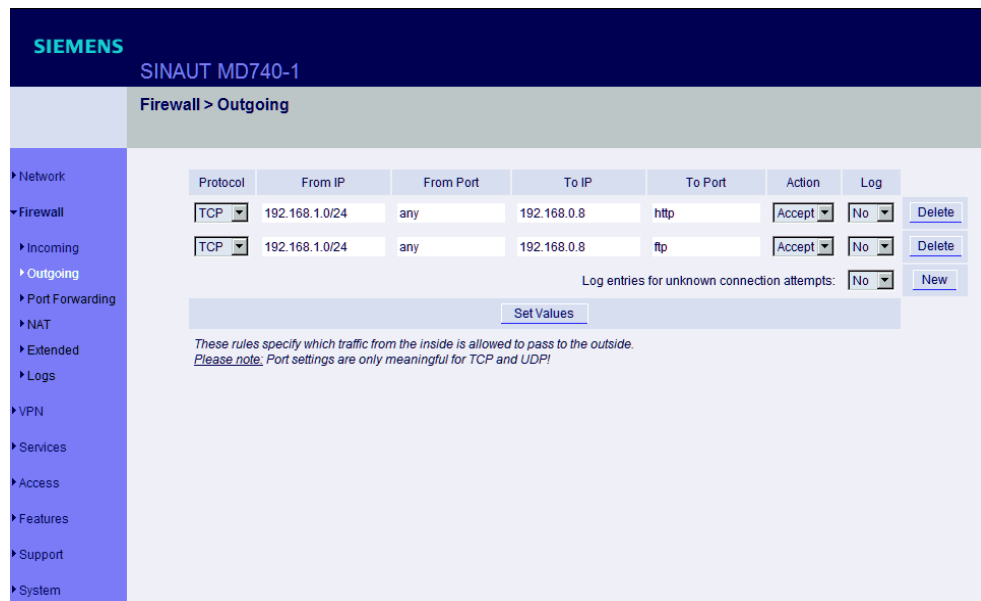 SIEMENS
SINAUT MD740-1
Firewall > Outgoing
Network
Firewall
Incoming
Outgoing
Port Forwarding
NAT
Extended
Logs
VPN
Services
Access
Features
Support
System
Protocol From IP From Port To IP To Port Action Log
TCP 192.168.1.0/24 any 192.168.0.8 http Accept No Delete
TCP 192.168.1.0/24 any 192.168.0.8 ftp Accept No Delete
Log entries for unknown connection attempts: No New
Set Values
These rules specify which traffic from the inside is allowed to pass to the outside.
Please note: Port settings are only meaningful for TCP and UDP!